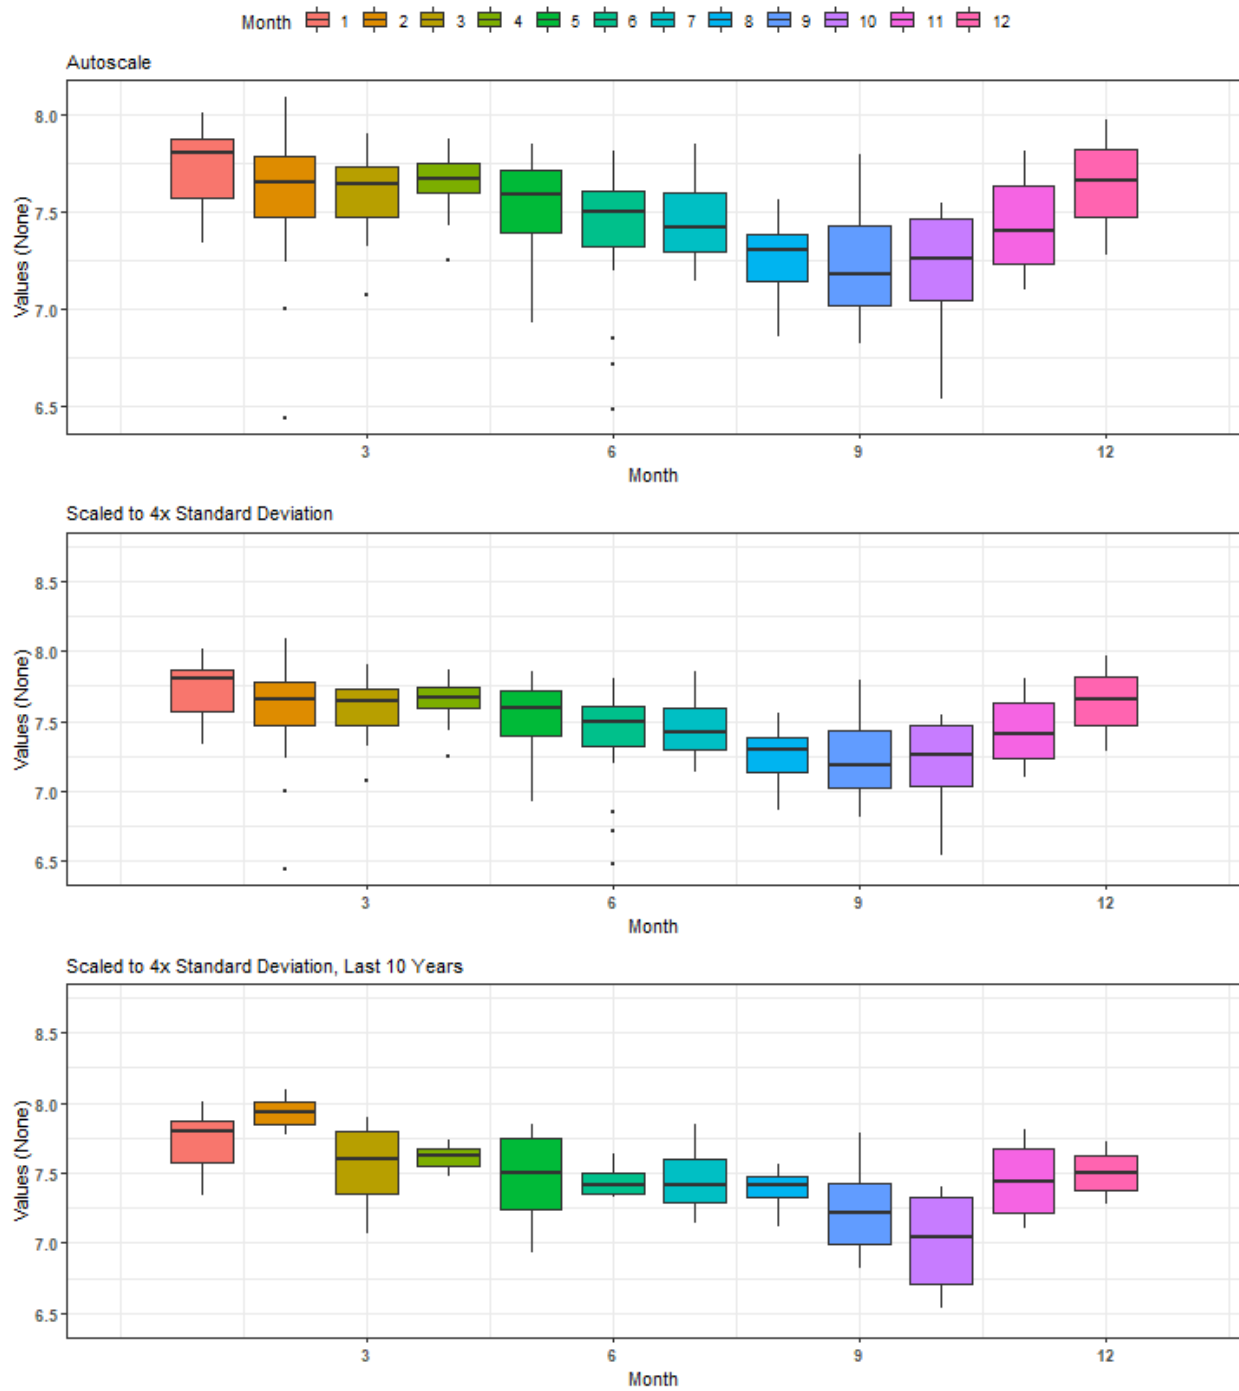 Month 1 2 3 4 5 6 7 8 9 10 11 12
Autoscale
Values (None)
8.0
7.5
7.0
6.5
3 6 9 12
Month
Scaled to 4x Standard Deviation
Values (None)
8.5
8.0
7.5
7.0
6.5
3 6 9 12
Month
Scaled to 4x Standard Deviation, Last 10 Years
Values (None)
8.5
8.0
7.5
7.0
6.5
3 6 9 12
Month